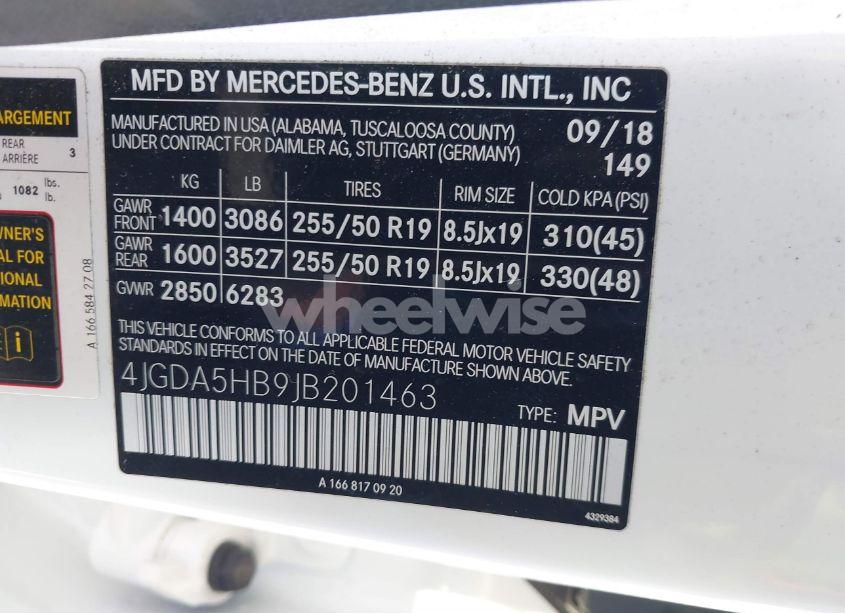 ARGEMENT
REAR
ARRIÈRE 3
1082 lbs.
lb.
WNER'S
AL FOR
IONAL
RMATION
i
A 166 584 27 08
MFD BY MERCEDES-BENZ U.S. INTL., INC
MANUFACTURED IN USA (ALABAMA, TUSCALOOSA COUNTY) 09/18
UNDER CONTRACT FOR DAIMLER AG, STUTTGART (GERMANY) 149
KG LB TIRES RIM SIZE COLD KPA (PSI)
GAWR FRONT 1400 3086 255/50 R19 8.5Jx19 310(45)
GAWR REAR 1600 3527 255/50 R19 8.5Jx19 330(48)
GVWR 2850 6283
wheelwise
THIS VEHICLE CONFORMS TO ALL APPLICABLE FEDERAL MOTOR VEHICLE SAFETY
STANDARDS IN EFFECT ON THE DATE OF MANUFACTURE SHOWN ABOVE.
4JGDA5HB9JB201463
TYPE: MPV
A 166 817 09 20
4329384